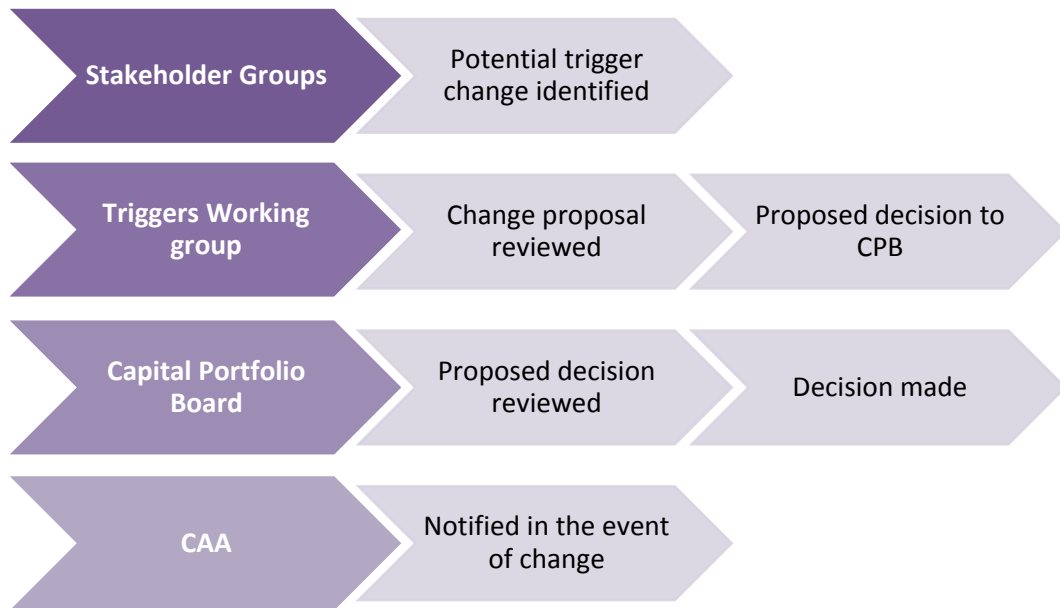 Stakeholder Groups
Potential trigger
change identified
Triggers Working
group
Change proposal
reviewed
Proposed decision to
CPB
Capital Portfolio
Board
Proposed decision
reviewed
Decision made
CAA
Notified in the event
of change